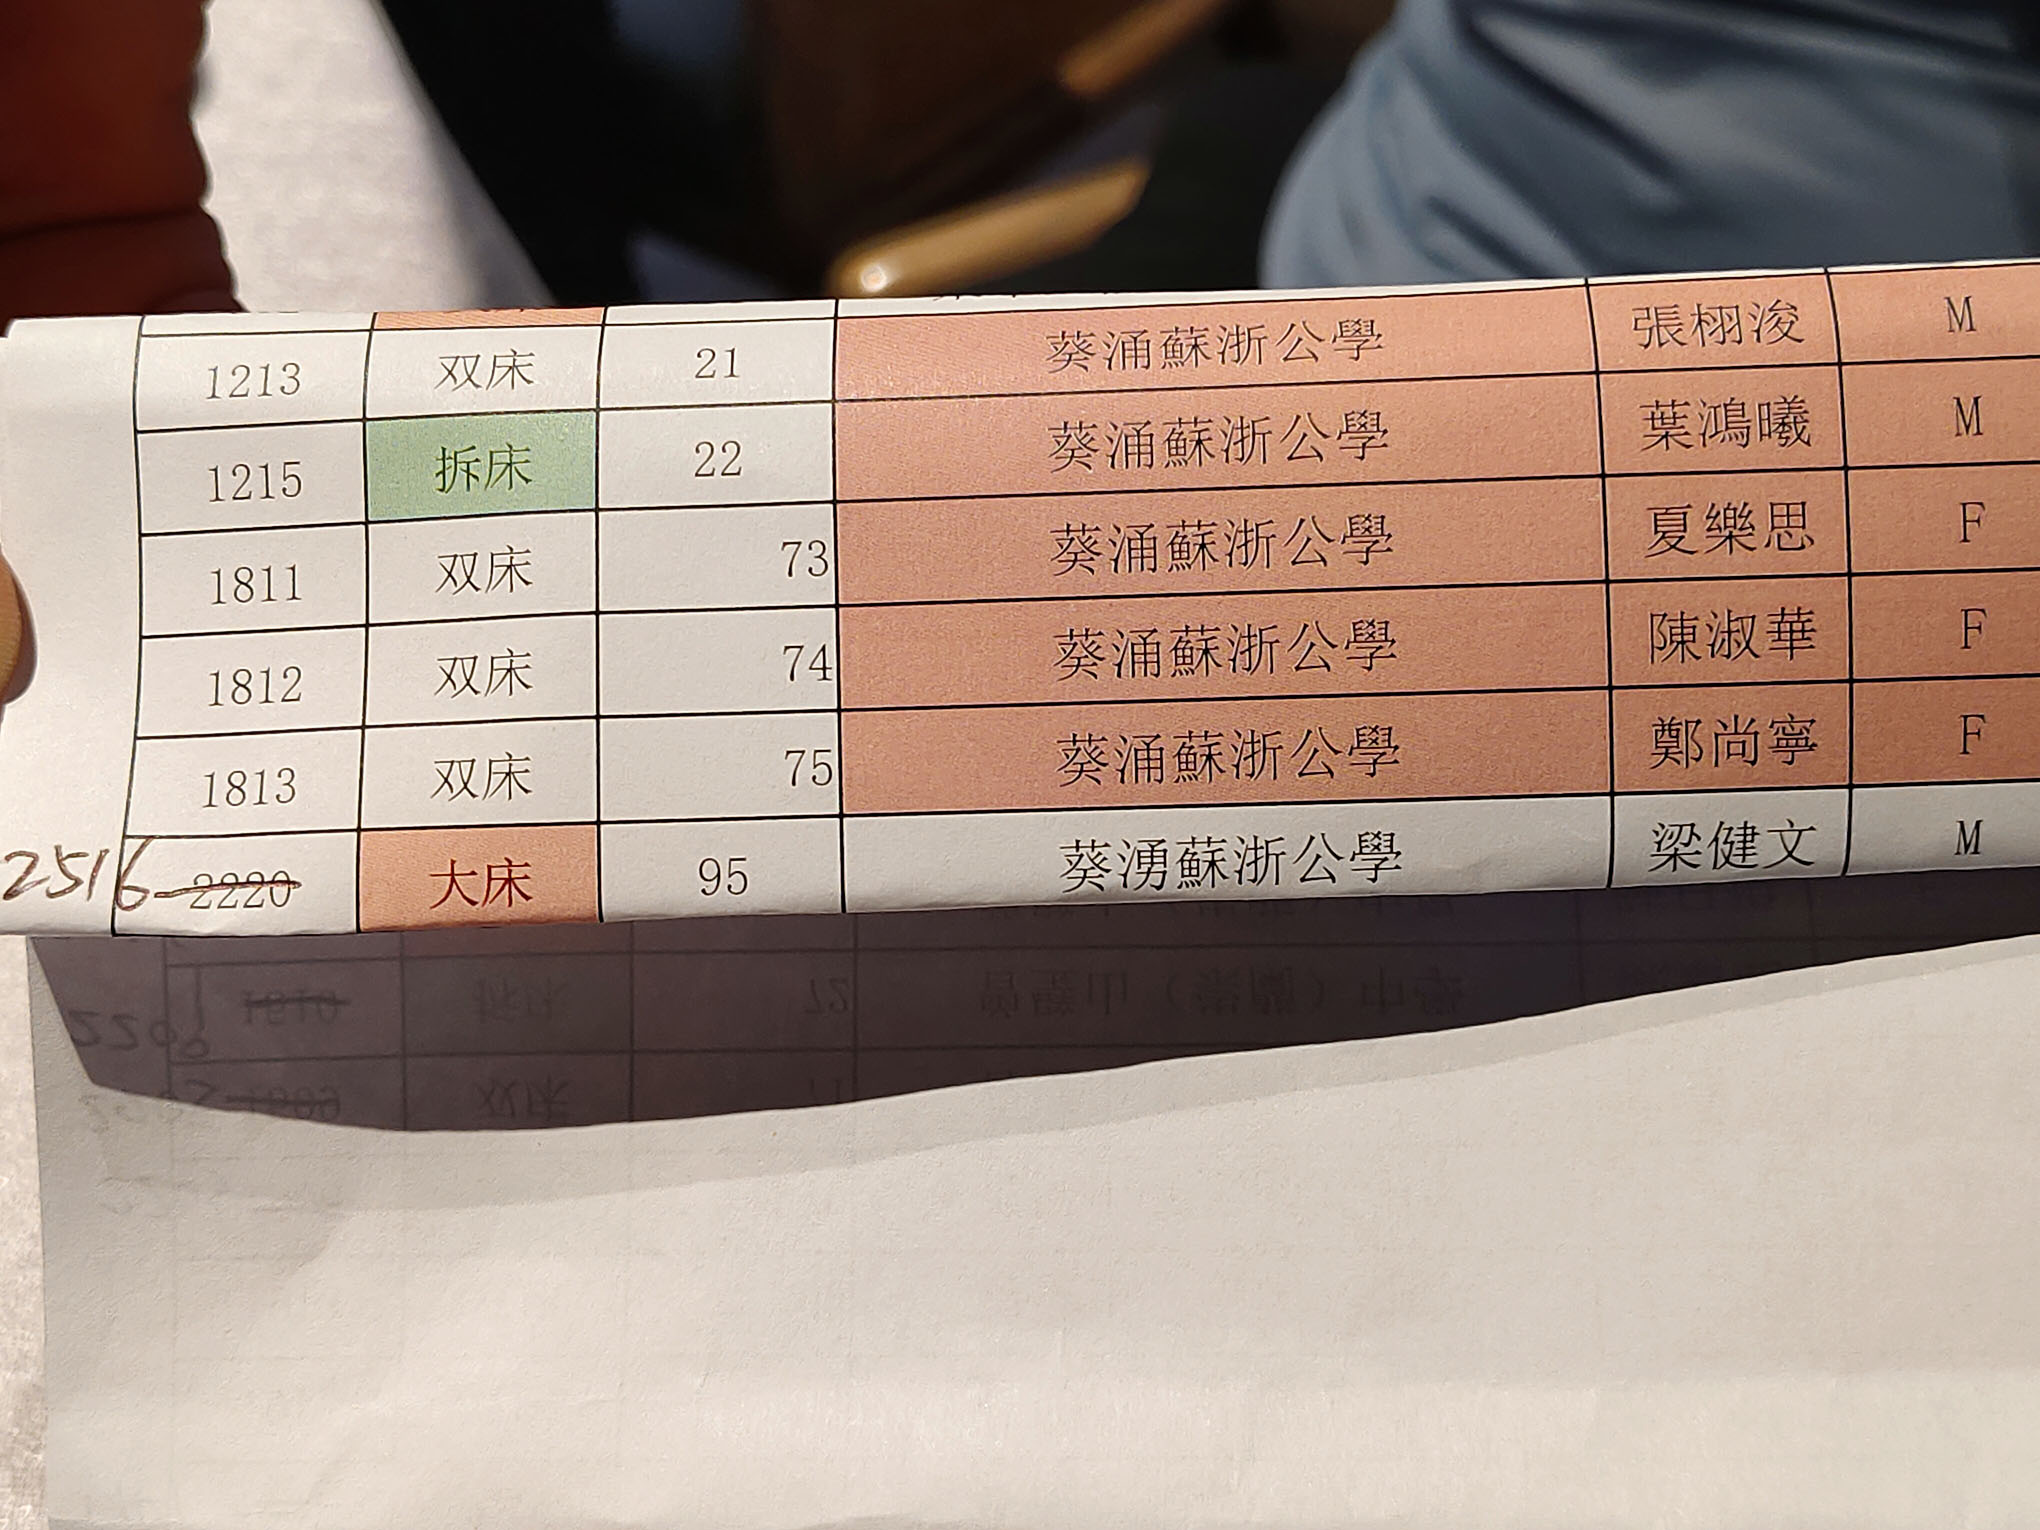 1213 双床 21 葵涌蘇浙公學 張栩浚 M
1215 拆床 22 葵涌蘇浙公學 葉鴻曦 M
1811 双床 73 葵涌蘇浙公學 夏樂思 F
1812 双床 74 葵涌蘇浙公學 陳淑華 F
1813 双床 75 葵涌蘇浙公學 鄭尚寧 F
2516 2220 大床 95 葵湧蘇浙公學 梁健文 M